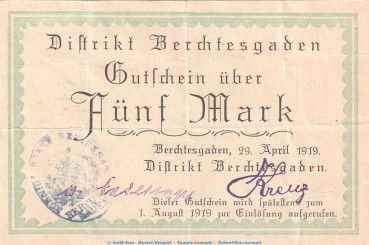 Distrikt Berchtesgaden
Gutschein über
Fünf Mark
Berchtesgaden, 29. April 1919.
Distrikt Berchtesgaden.
Dieser Gutschein wird spätestens zum
1. August 1919 zur Einlösung aufgerufen.